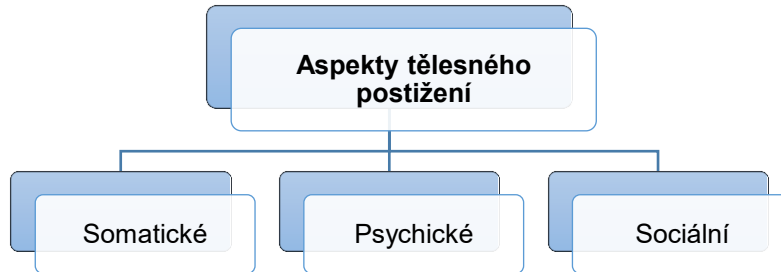 Aspekty tělesného
postižení
Somatické
Psychické
Sociální